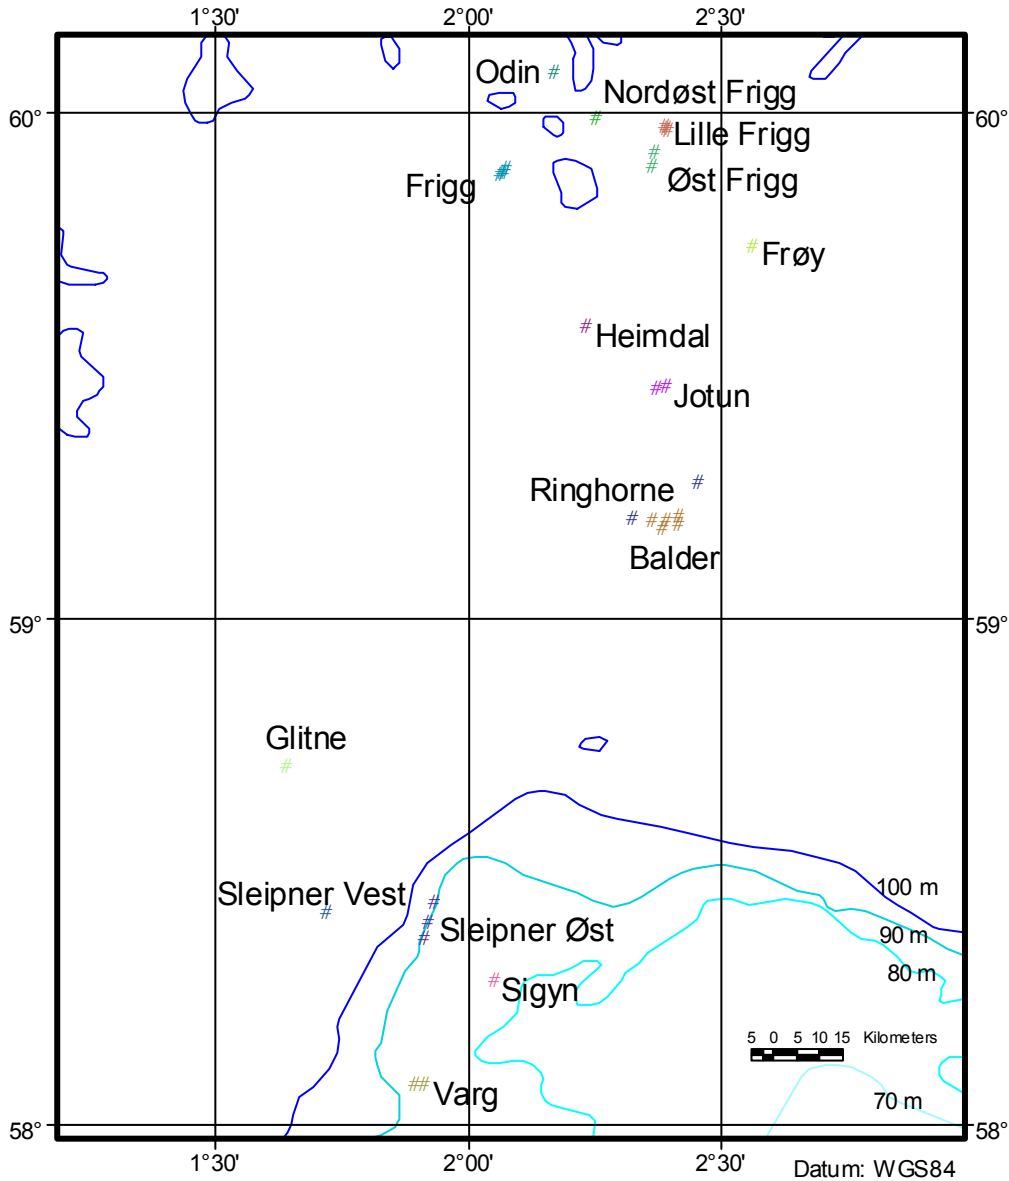 1°30' 2°00' 2°30'
Odin
Nordøst Frigg
60° 60°
Lille Frigg
Frigg
Øst Frigg
Frøy
Heimdal
Jotun
Ringhorne
Balder
59° 59°
Glitne
Sleipner Vest
100 m
Sleipner Øst
90 m
80 m
Sigyn
5 0 5 10 15 Kilometers
Varg
70 m
58° 58°
1°30' 2°00' 2°30'
Datum: WGS84